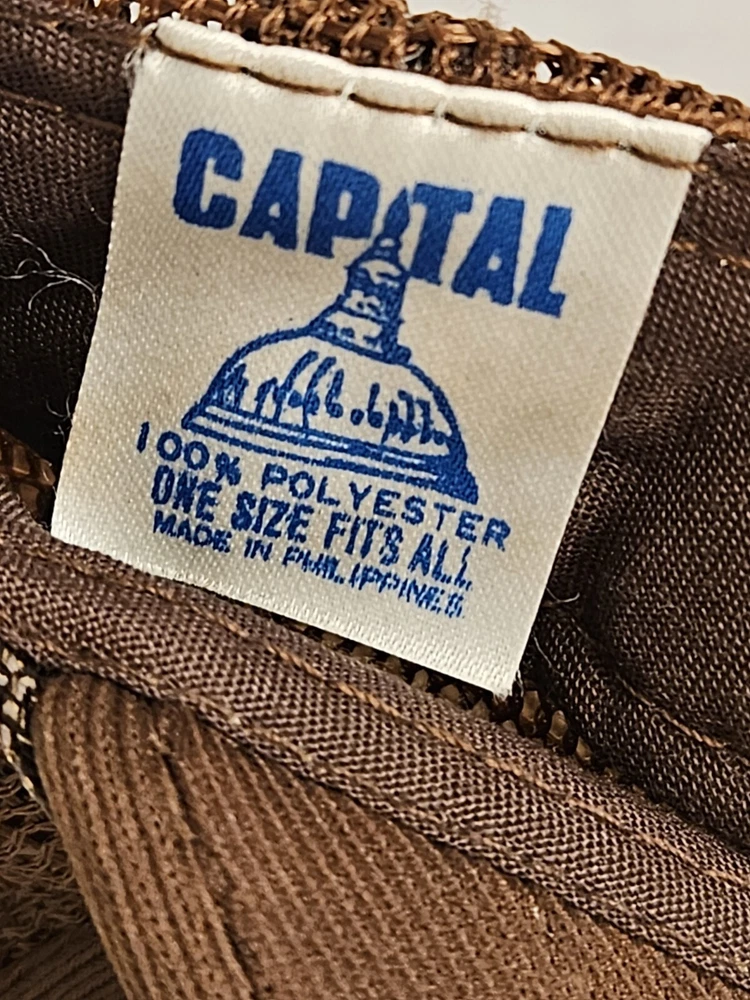 CAPITAL
100% POLYESTER
ONE SIZE FITS ALL
MADE IN PHILIPPINES